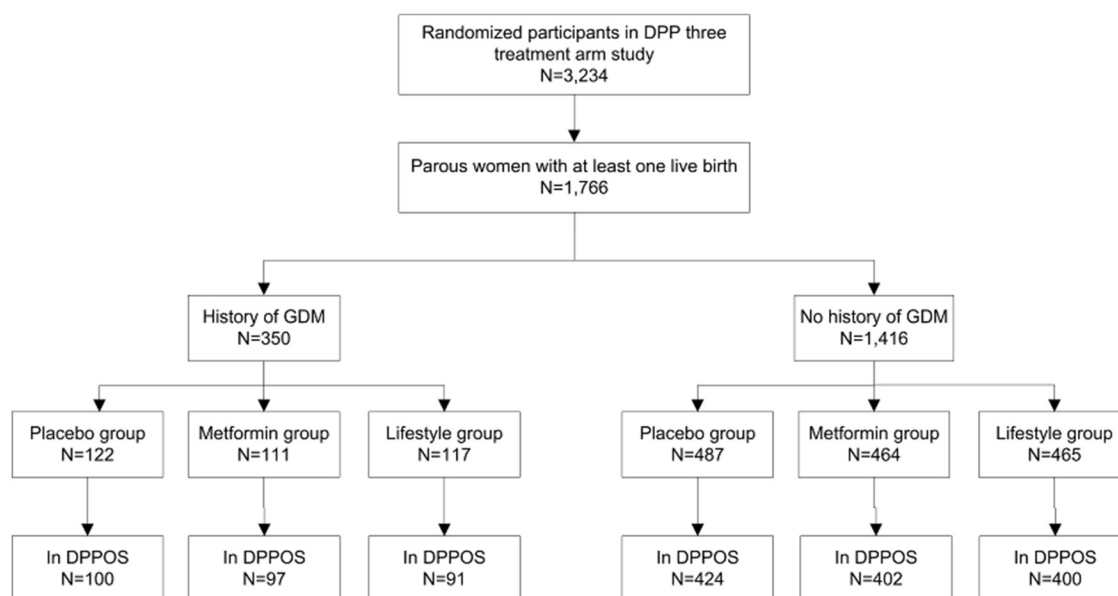 Randomized participants in DPP three
treatment arm study
N=3,234
Parous women with at least one live birth
N=1,766
History of GDM
N=350
No history of GDM
N=1,416
Placebo group
N=122
Metformin group
N=111
Lifestyle group
N=117
Placebo group
N=487
Metformin group
N=464
Lifestyle group
N=465
In DPPOS
N=100
In DPPOS
N=97
In DPPOS
N=91
In DPPOS
N=424
In DPPOS
N=402
In DPPOS
N=400